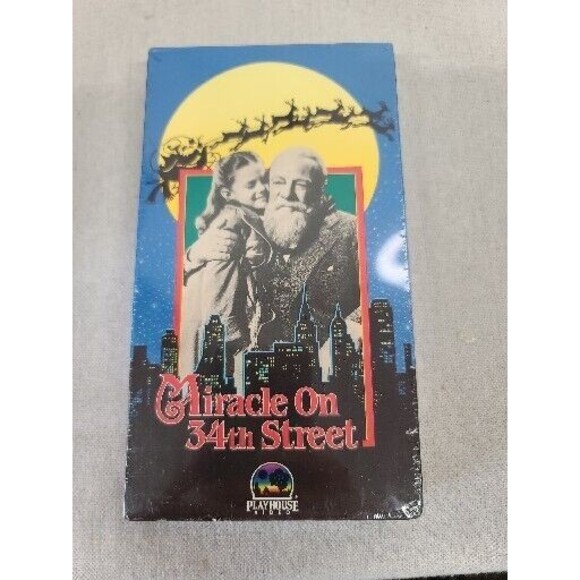 Miracle On
34th Street
PLAYHOUSE
VIDEO